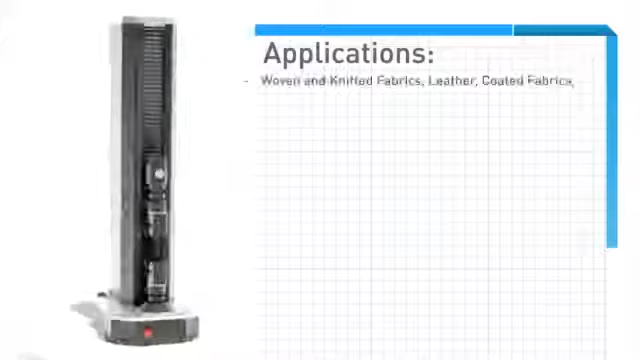 Applications:
- Woven and Knitted Fabrics, Leather, Coated Fabrics,